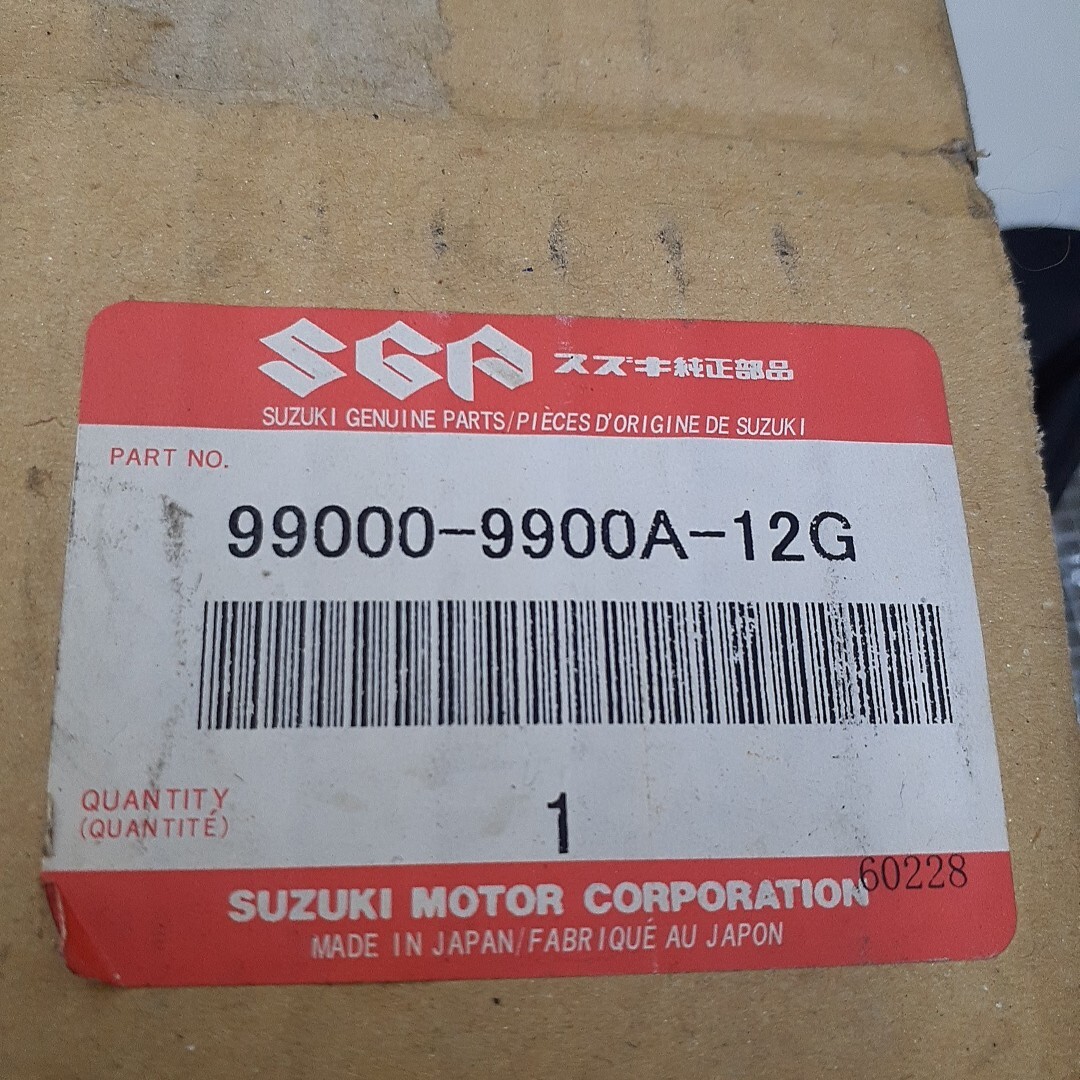 SGP スズキ純正部品
SUZUKI GENUINE PARTS/PIÈCES D'ORIGINE DE SUZUKI
PART NO.
99000-9900A-12G
QUANTITY
(QUANTITÉ)
1
60228
SUZUKI MOTOR CORPORATION
MADE IN JAPAN/FABRIQUÉ AU JAPON